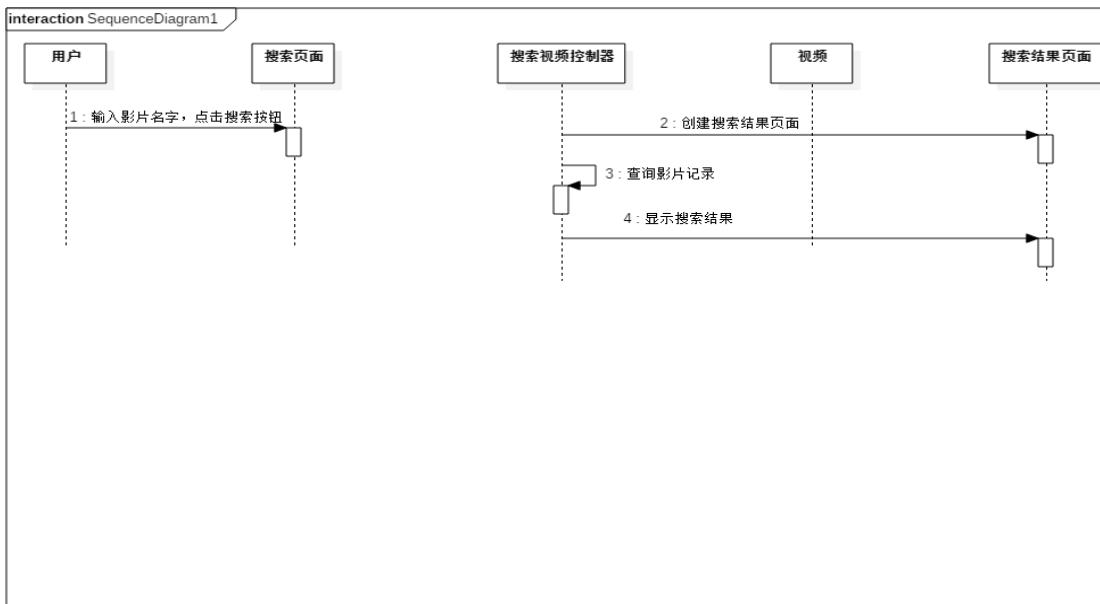 interaction SequenceDiagram1
用户
搜索页面
搜索视频控制器
视频
搜索结果页面
1 : 输入影片名字，点击搜索按钮
2 : 创建搜索结果页面
3 : 查询影片记录
4 : 显示搜索结果